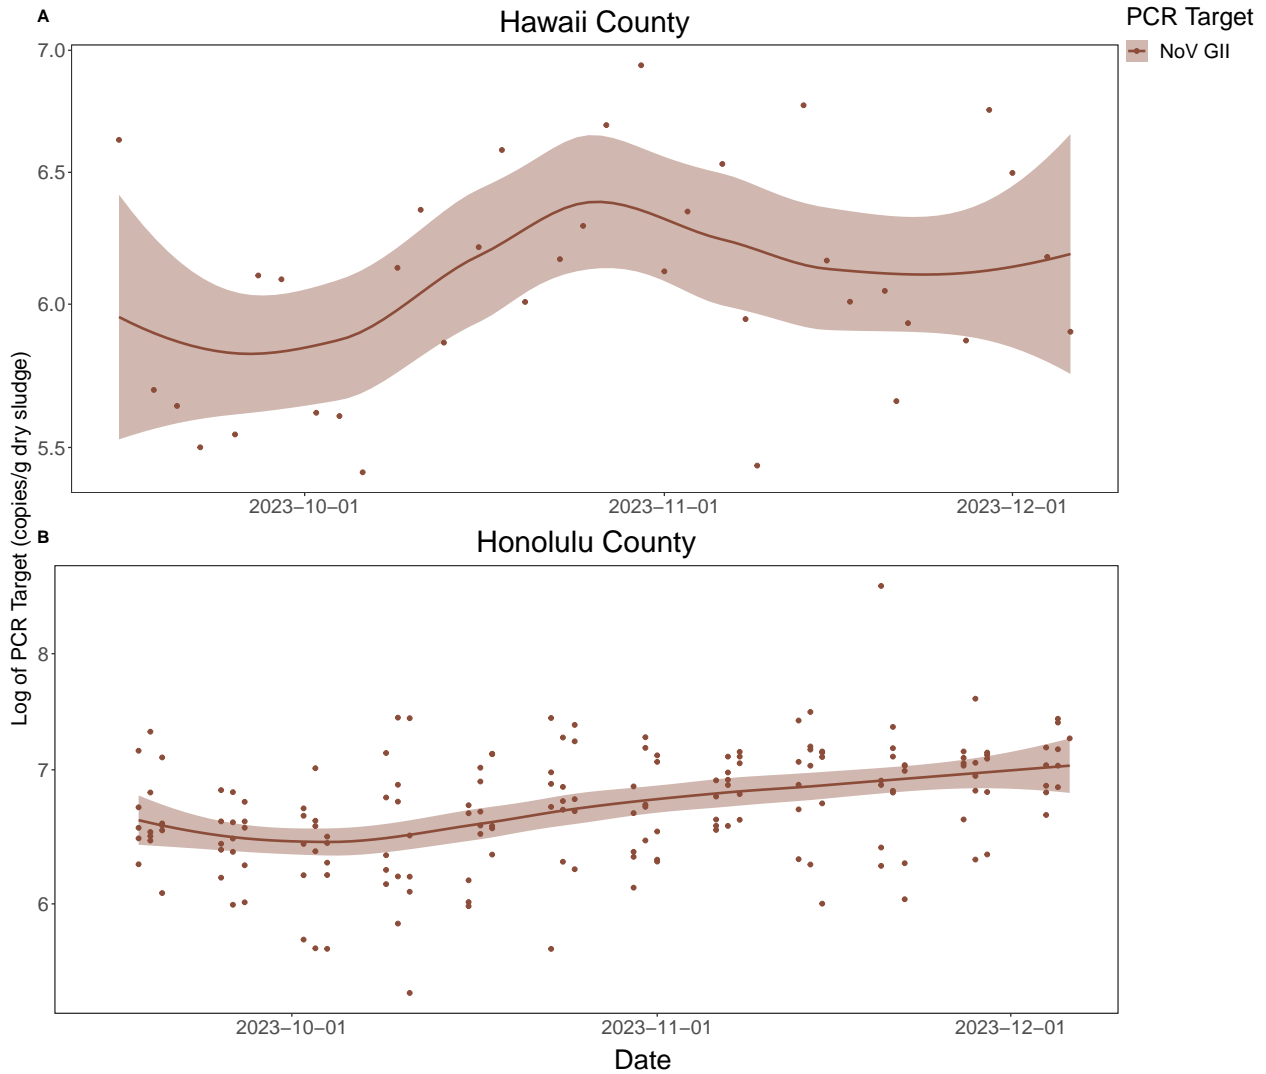 A
Hawaii County
PCR Target
NoV GII
7.0
6.5
6.0
5.5
2023−10−01
2023−11−01
2023−12−01
Log of PCR Target (copies/g dry sludge)
B
Honolulu County
8
7
6
2023−10−01
2023−11−01
2023−12−01
Date